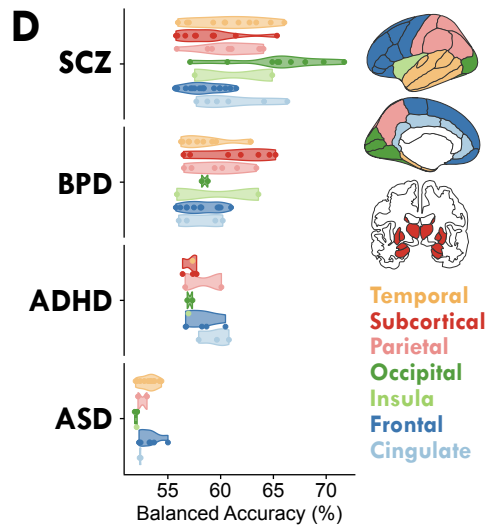 D
SCZ
BPD
ADHD
ASD
55 60 65 70
Balanced Accuracy (%)
Temporal
Subcortical
Parietal
Occipital
Insula
Frontal
Cingulate